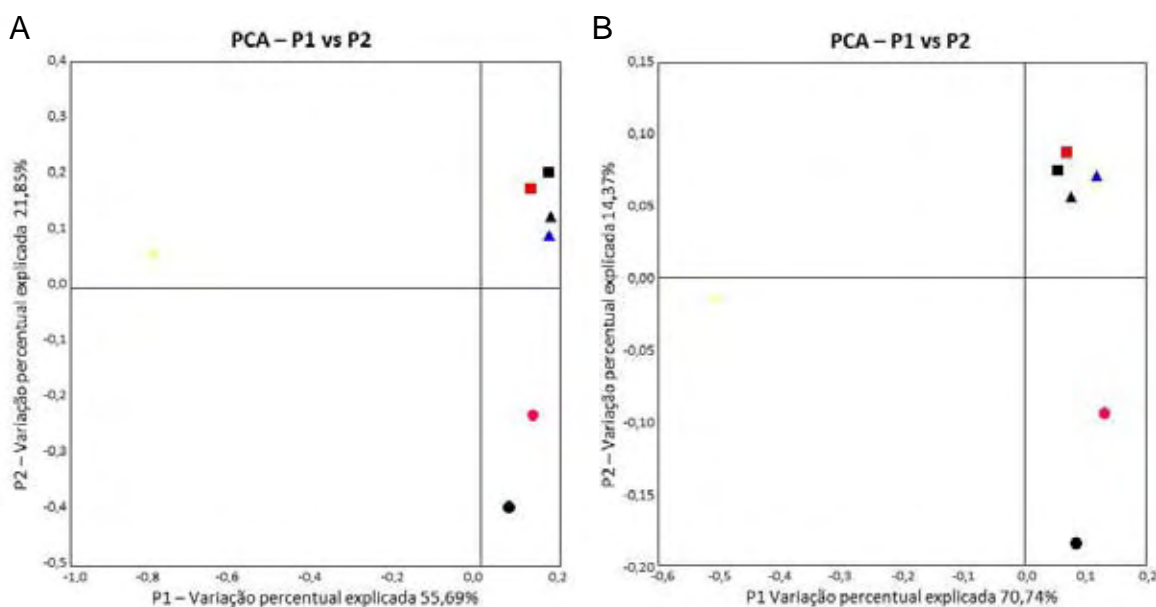 A
PCA – P1 vs P2
0,4
0,3
0,2
0,1
0,0
-0,1
-0,2
-0,3
-0,4
-0,5
P2 – Variação percentual explicada 21,85%
-1,0 -0,8 -0,6 -0,4 -0,2 0,0 0,2
P1 – Variação percentual explicada 55,69%
B
PCA – P1 vs P2
0,15
0,10
0,05
0,00
-0,05
-0,10
-0,15
-0,20
P2 – Variação percentual explicada 14,37%
-0,6 -0,5 -0,4 -0,3 -0,2 -0,1 0,0 0,1 0,2
P1 Variação percentual explicada 70,74%